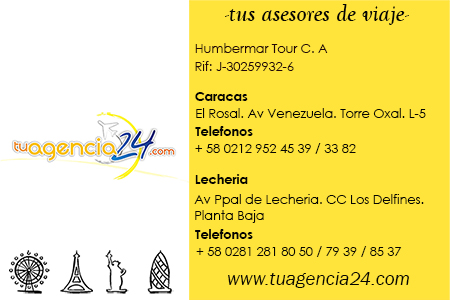 -tus asesores de viaje-
Humbermar Tour C. A
Rif: J-30259932-6
Caracas
El Rosal. Av Venezuela. Torre Oxal. L-5
Telefonos
+ 58 0212 952 45 39 / 33 82
Lecheria
Av Ppal de Lecheria. CC Los Delfines.
Planta Baja
Telefonos
+ 58 0281 281 80 50 / 79 39 / 85 37
www.tuagencia24.com
tuagencia24.com